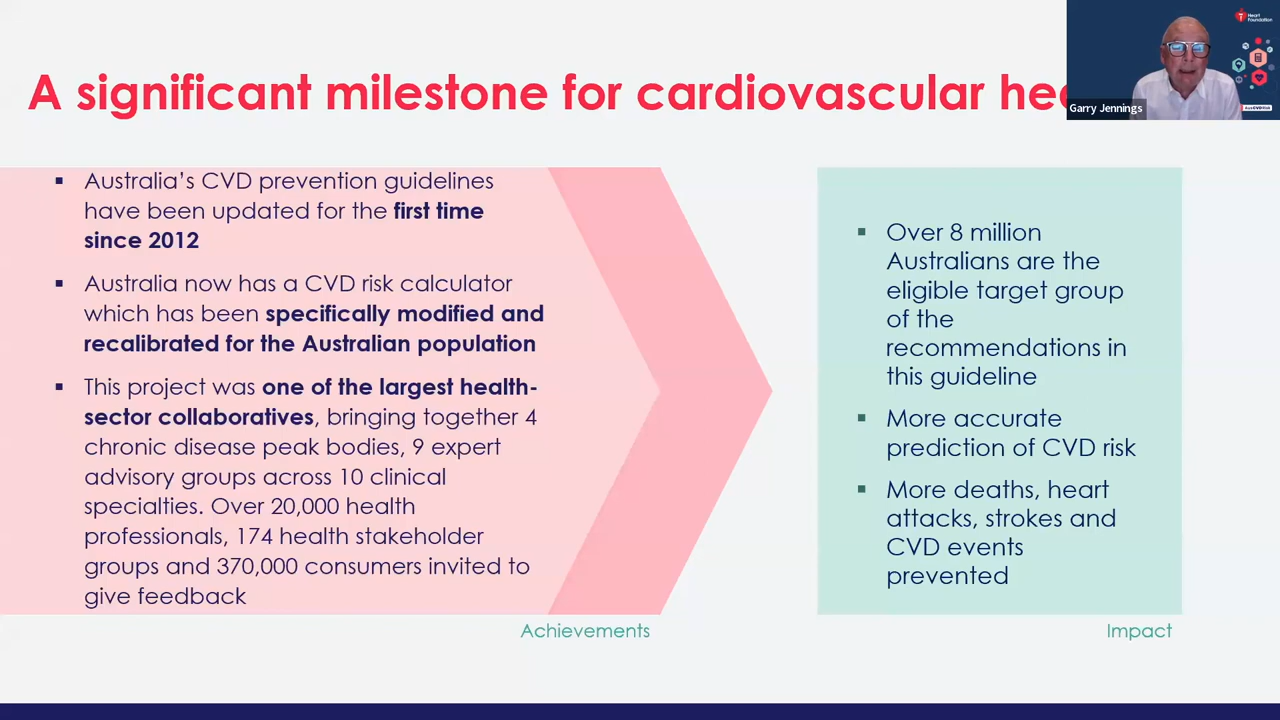 A significant milestone for cardiovascular hea
Heart
Foundation
Garry Jennings
AusCVDRisk
▪ Australia’s CVD prevention guidelines
have been updated for the first time
since 2012
▪ Australia now has a CVD risk calculator
which has been specifically modified and
recalibrated for the Australian population
▪ This project was one of the largest health-
sector collaboratives, bringing together 4
chronic disease peak bodies, 9 expert
advisory groups across 10 clinical
specialties. Over 20,000 health
professionals, 174 health stakeholder
groups and 370,000 consumers invited to
give feedback
Achievements
▪ Over 8 million
Australians are the
eligible target group
of the
recommendations in
this guideline
▪ More accurate
prediction of CVD risk
▪ More deaths, heart
attacks, strokes and
CVD events
prevented
Impact